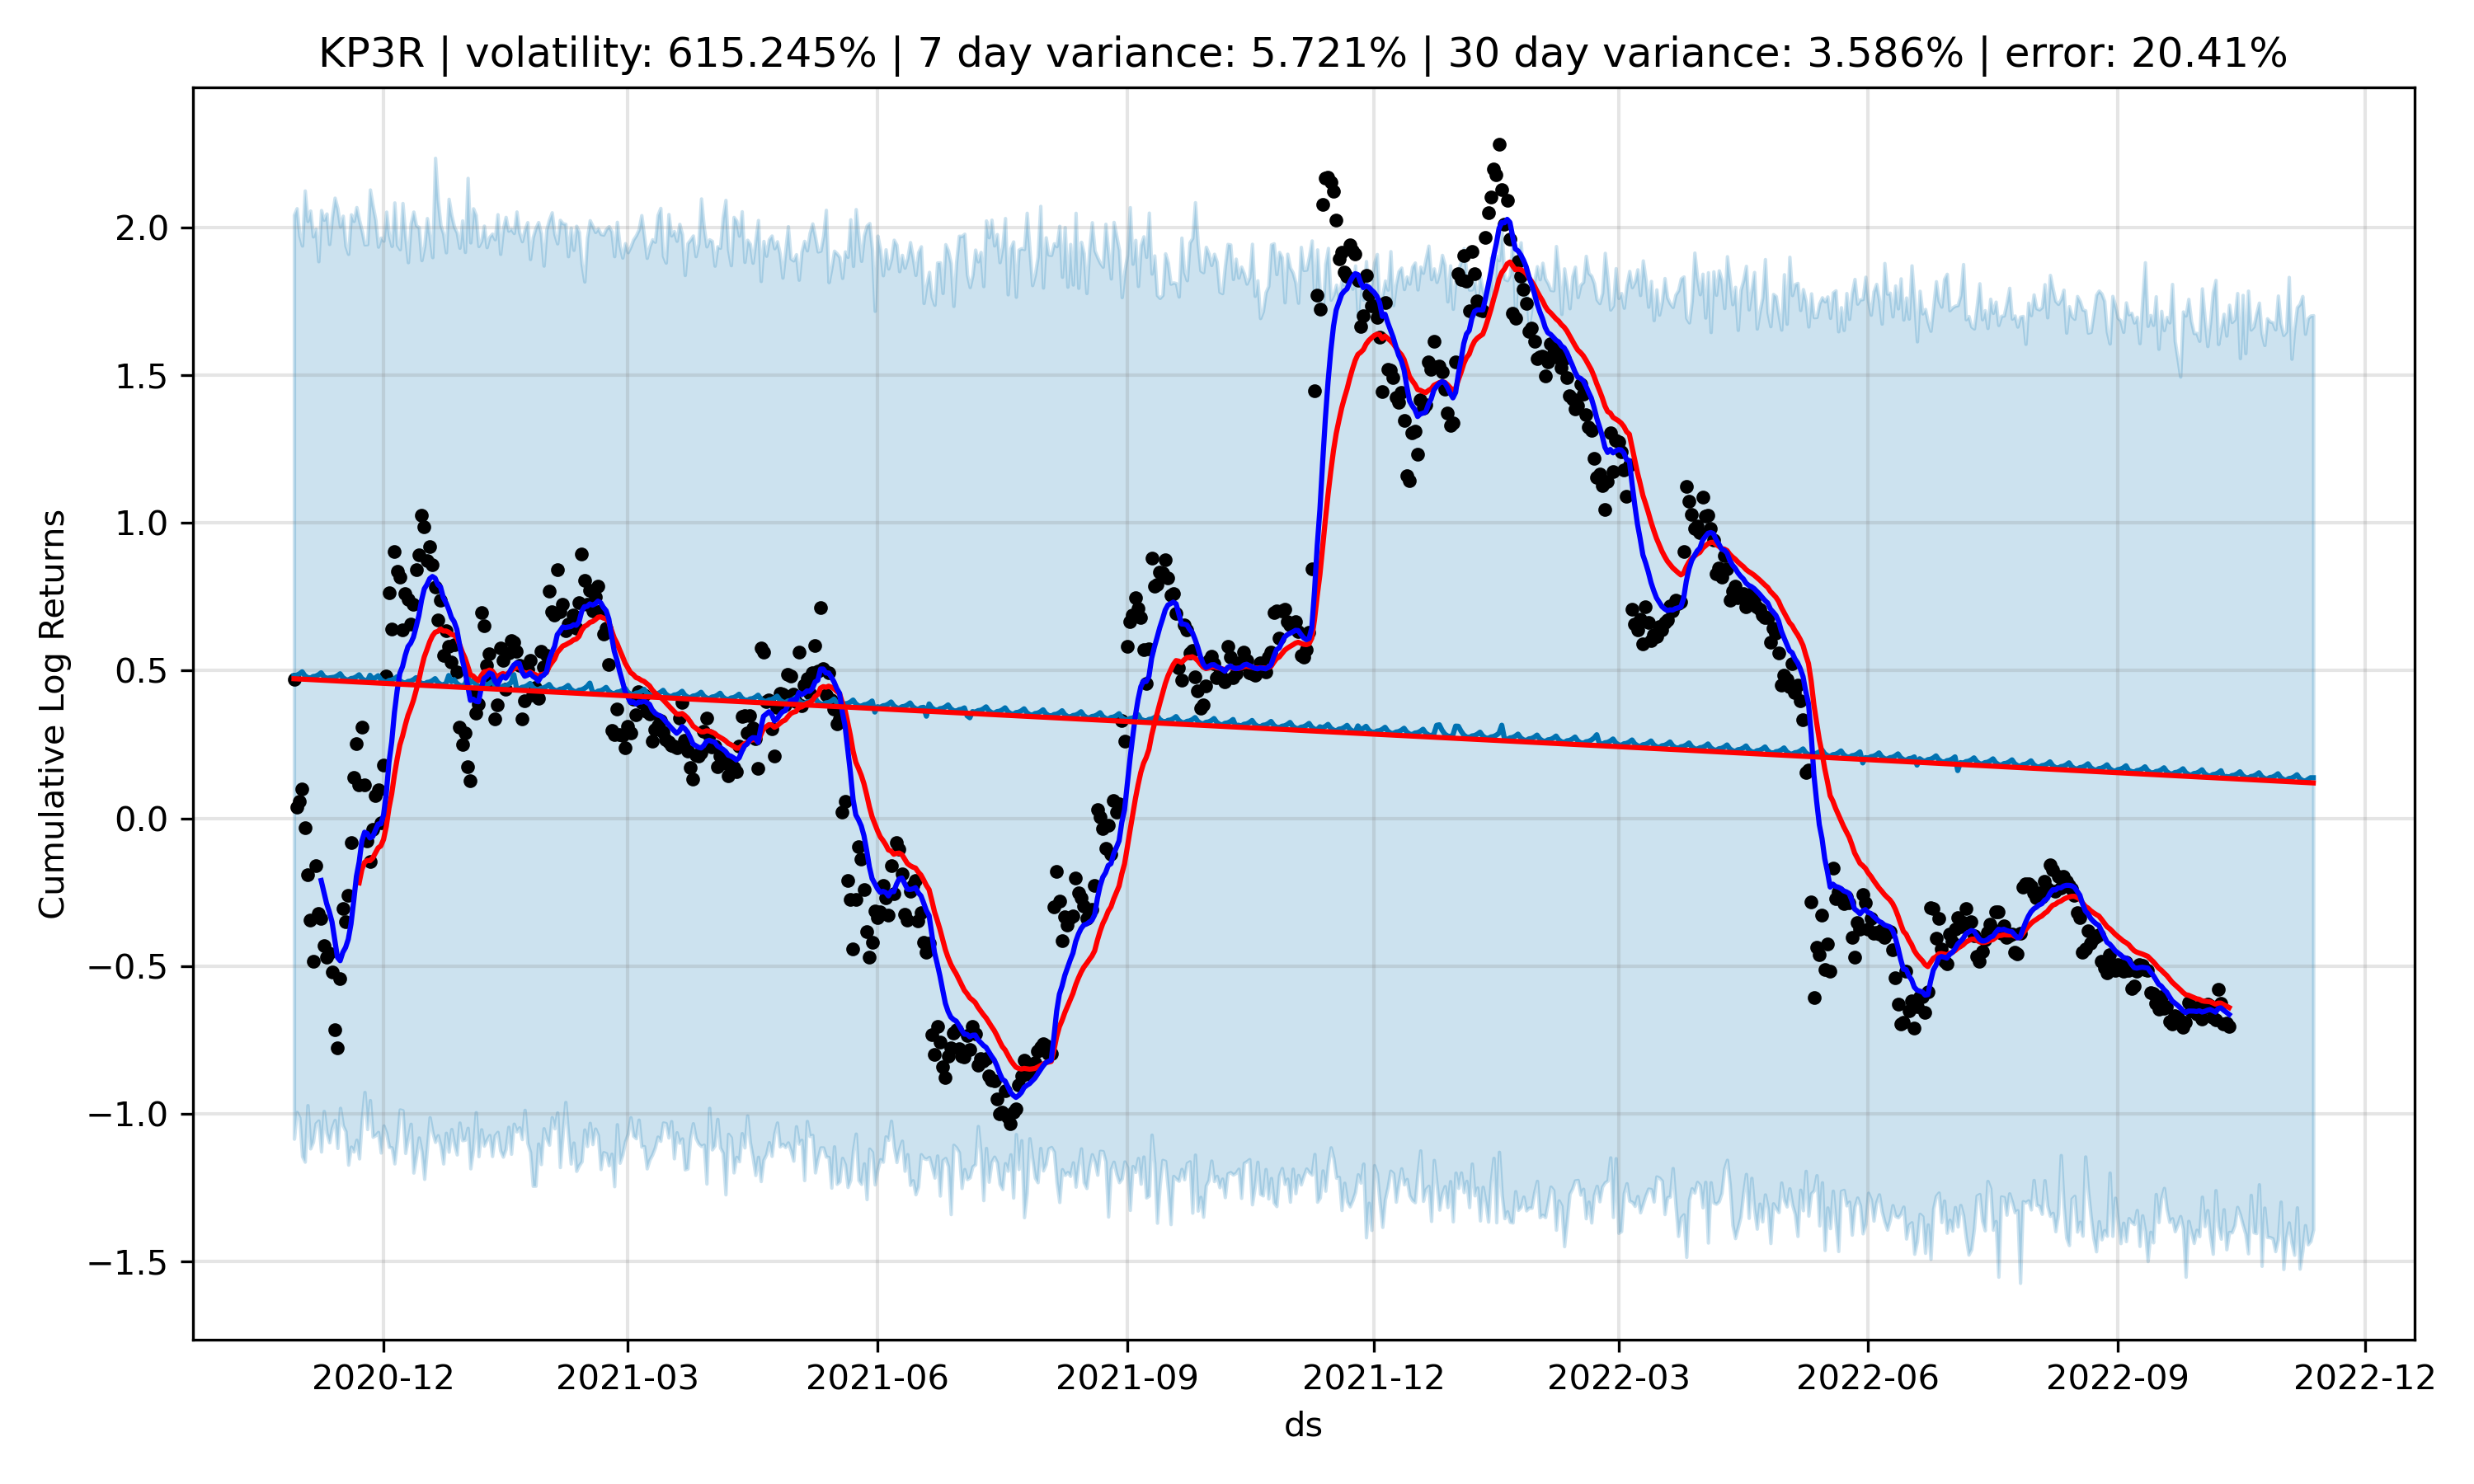 KP3R | volatility: 615.245% | 7 day variance: 5.721% | 30 day variance: 3.586% | error: 20.41%
Cumulative Log Returns
2.0
1.5
1.0
0.5
0.0
−0.5
−1.0
−1.5
2020-12 2021-03 2021-06 2021-09 2021-12 2022-03 2022-06 2022-09 2022-12
ds